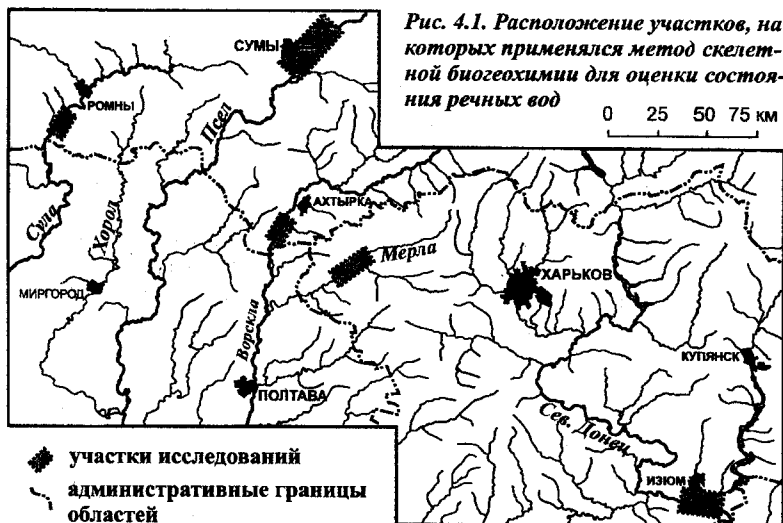 Рис. 4.1. Расположение участков, на
которых применялся метод скелет-
ной биогеохимии для оценки состоя-
ния речных вод
0 25 50 75 км
СУМЫ
РОМНЫ
Псел
Сула
Хород
АХТЫРКА
Мерла
МИРГОРОД
ХАРЬКОВ
Ворскла
КУПЯНСК
ПОЛТАВА
Сев. Донец
ИЗЮМ
участки исследований
административные границы
областей